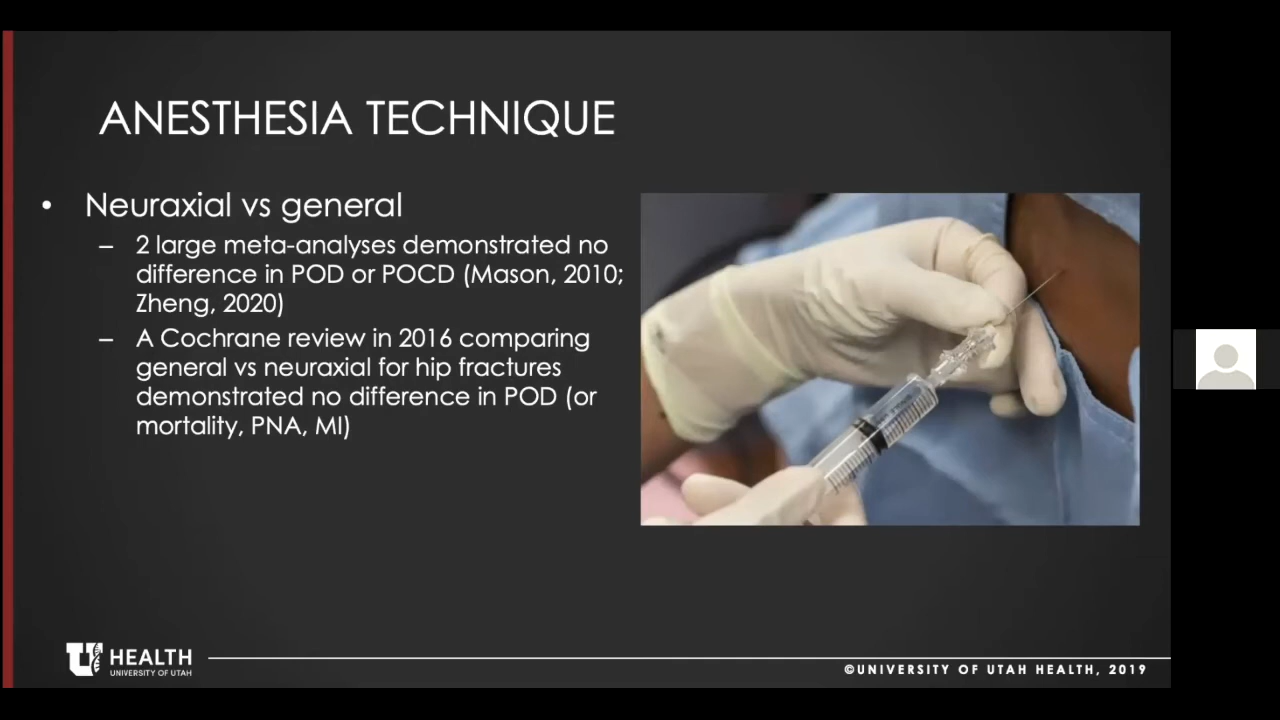 ANESTHESIA TECHNIQUE
• Neuraxial vs general
– 2 large meta-analyses demonstrated no
difference in POD or POCD (Mason, 2010;
Zheng, 2020)
– A Cochrane review in 2016 comparing
general vs neuraxial for hip fractures
demonstrated no difference in POD (or
mortality, PNA, MI)
U HEALTH
UNIVERSITY OF UTAH
©UNIVERSITY OF UTAH HEALTH, 2019